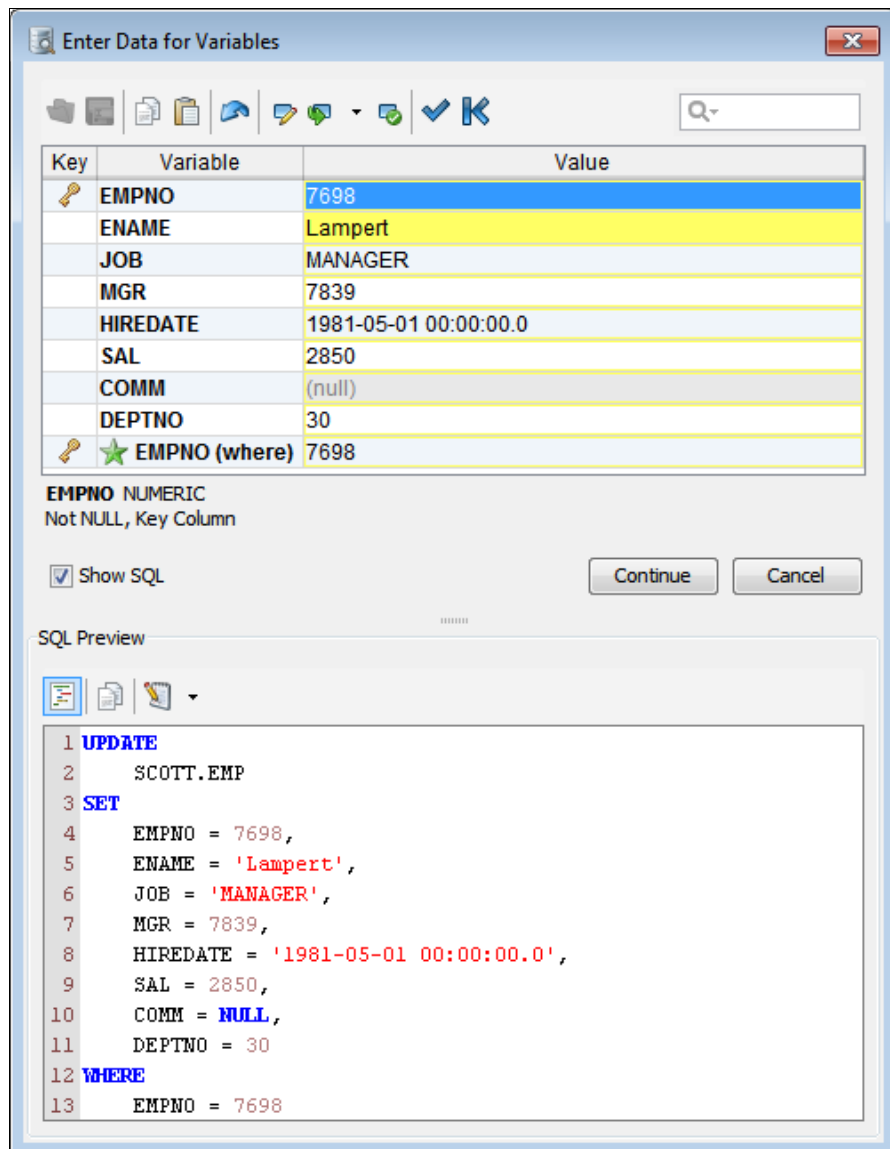 Enter Data for Variables
Key Variable Value
EMPNO 7698
ENAME Lampert
JOB MANAGER
MGR 7839
HIREDATE 1981-05-01 00:00:00.0
SAL 2850
COMM (null)
DEPTNO 30
EMPNO (where) 7698
EMPNO NUMERIC
Not NULL, Key Column
Show SQL Continue Cancel
SQL Preview
1 UPDATE
2 SCOTT.EMP
3 SET
4 EMPNO = 7698,
5 ENAME = 'Lampert',
6 JOB = 'MANAGER',
7 MGR = 7839,
8 HIREDATE = '1981-05-01 00:00:00.0',
9 SAL = 2850,
10 COMM = NULL,
11 DEPTNO = 30
12 WHERE
13 EMPNO = 7698